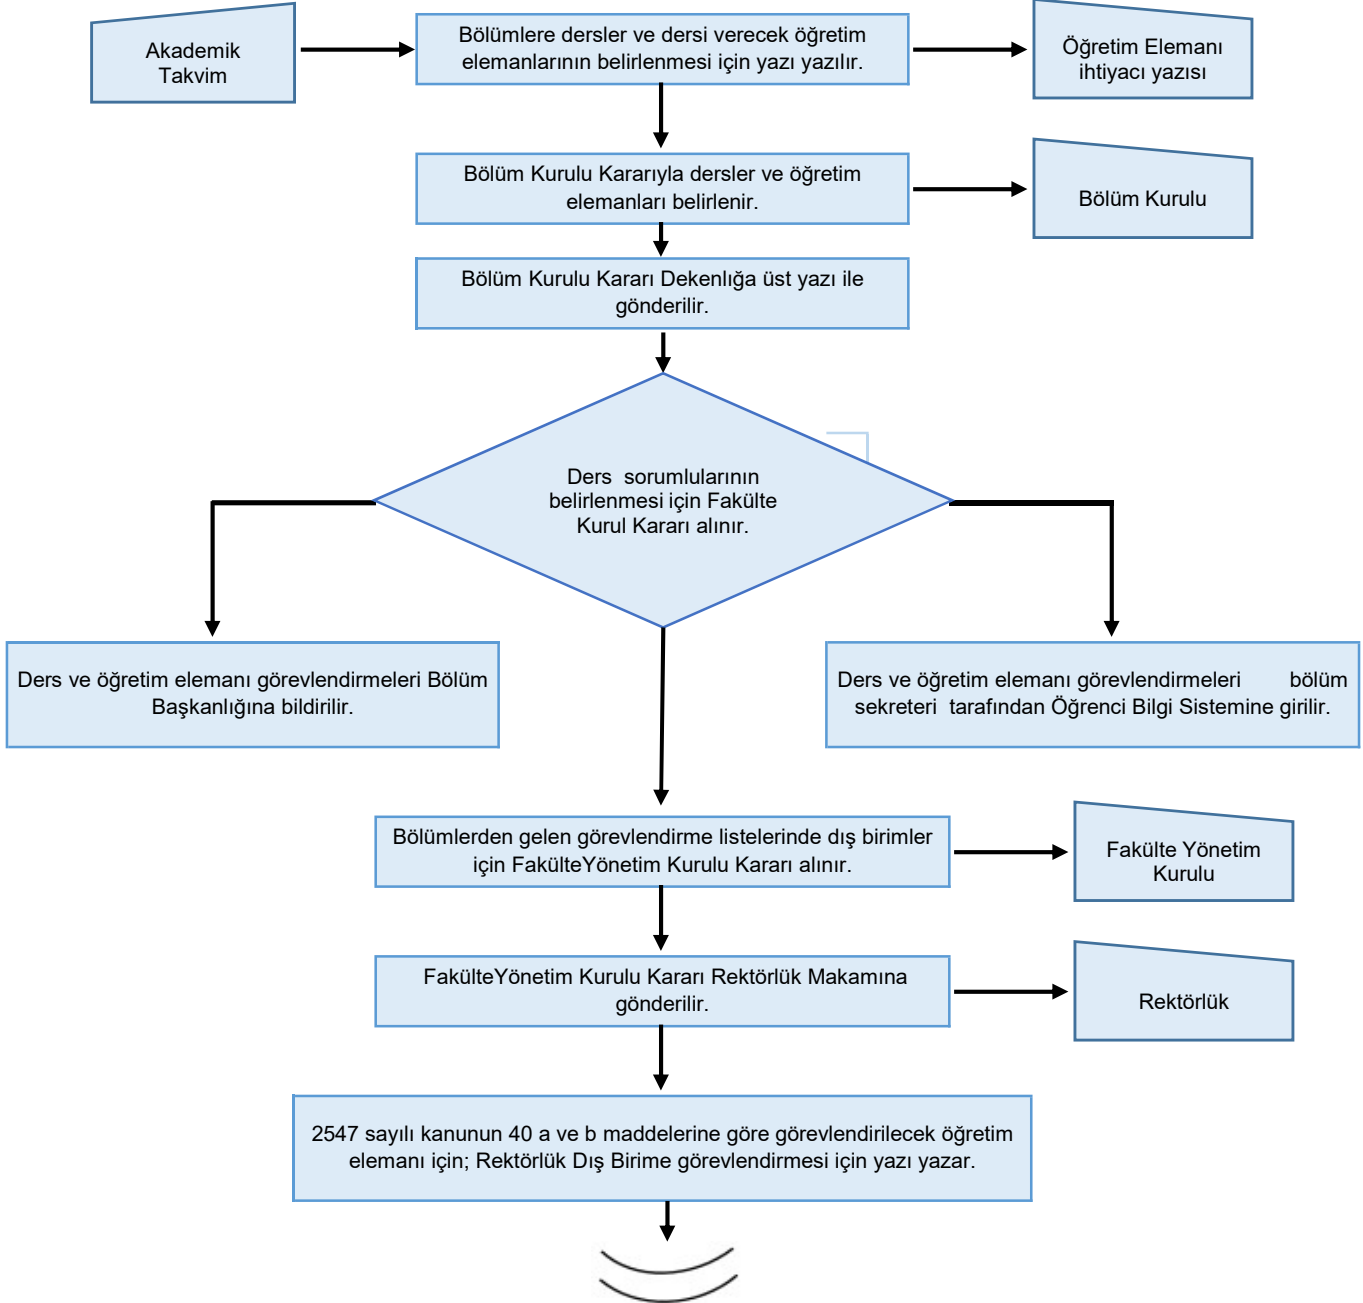 Akademik
Takvim
Bölümlere dersler ve dersi verecek öğretim
elemanlarının belirlenmesi için yazı yazılır.
Öğretim Elemanı
ihtiyacı yazısı
Bölüm Kurulu Kararıyla dersler ve öğretim
elemanları belirlenir.
Bölüm Kurulu
Bölüm Kurulu Kararı Dekenlığa üst yazı ile
gönderilir.
Ders sorumlularının
belirlenmesi için Fakülte
Kurul Kararı alınır.
Ders ve öğretim elemanı görevlendirmeleri Bölüm
Başkanlığına bildirilir.
Ders ve öğretim elemanı görevlendirmeleri bölüm
sekreteri tarafından Öğrenci Bilgi Sistemine girilir.
Bölümlerden gelen görevlendirme listelerinde dış birimler
için FakülteYönetim Kurulu Kararı alınır.
Fakülte Yönetim
Kurulu
FakülteYönetim Kurulu Kararı Rektörlük Makamına
gönderilir.
Rektörlük
2547 sayılı kanunun 40 a ve b maddelerine göre görevlendirilecek öğretim
elemanı için; Rektörlük Dış Birime görevlendirmesi için yazı yazar.